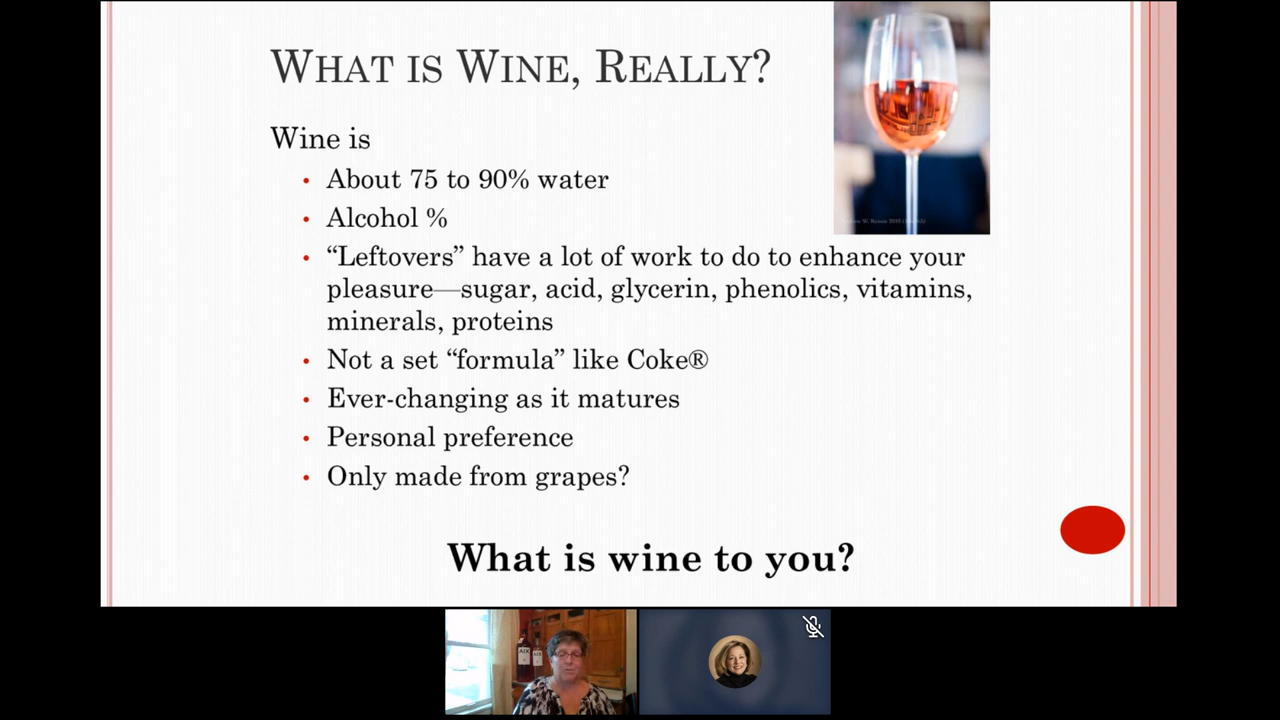 WHAT IS WINE, REALLY?
Wine is
• About 75 to 90% water
• Alcohol %
• “Leftovers” have a lot of work to do to enhance your
pleasure—sugar, acid, glycerin, phenolics, vitamins,
minerals, proteins
• Not a set “formula” like Coke®
• Ever-changing as it matures
• Personal preference
• Only made from grapes?
What is wine to you?
AIX
AIX